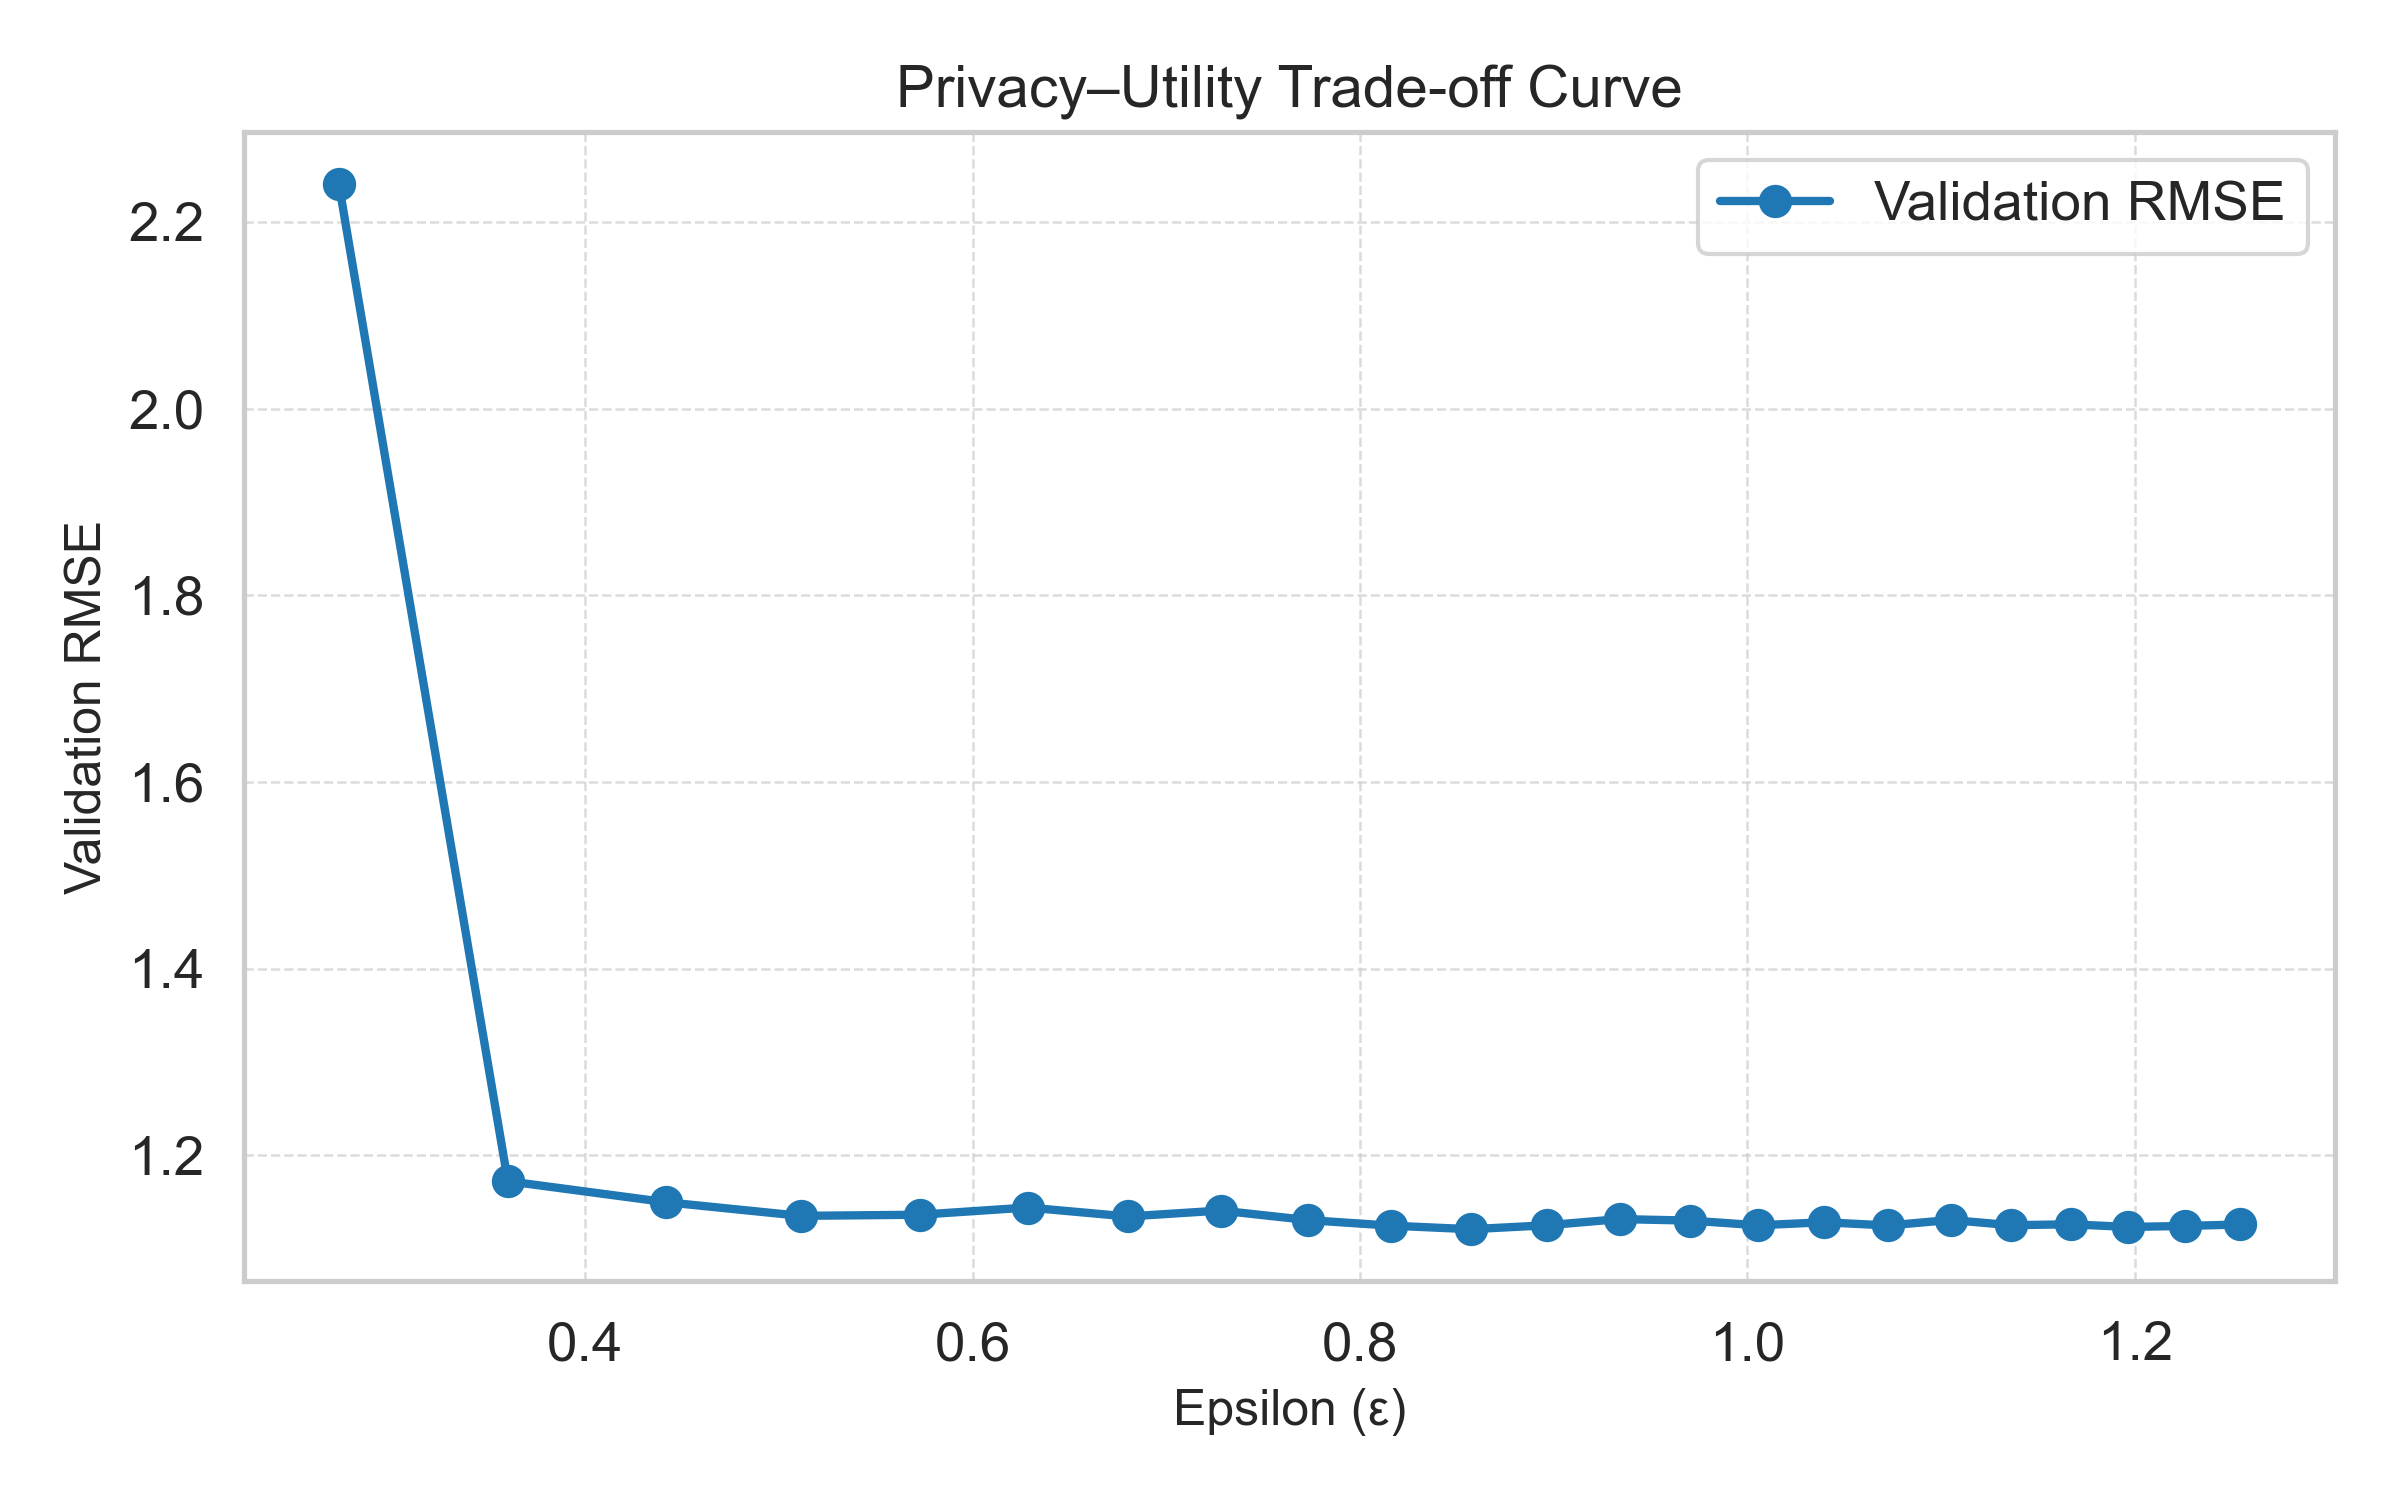 Privacy–Utility Trade-off Curve
Validation RMSE
2.2
2.0
1.8
1.6
1.4
1.2
Validation RMSE
0.4 0.6 0.8 1.0 1.2
Epsilon (ε)